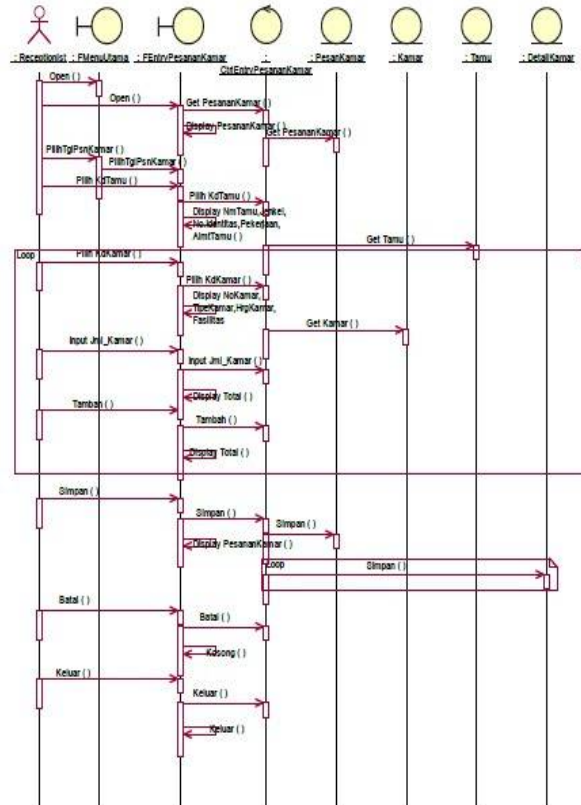 : Receptionist
: FMenuUtama
: FEntryPesananKamar
:
CtrlEntryPesananKamar
: PesanKamar
: Kamar
: Tamu
: DetailKamar
Open ( )
Open ( )
Get PesananKamar ( )
Display PesananKamar ( )
Get PesananKamar ( )
PilihTglPsnKamar ( )
PilihTglPsnKamar ( )
Pilih KdTamu ( )
Pilih KdTamu ( )
Display NmTamu, Jenkel,
No.Identitas,Pekerjaan,
AlmtTamu ( )
Get Tamu ( )
Loop
Pilih KdKamar ( )
Pilih KdKamar ( )
Display NoKamar,
TipeKamar,HrgKamar,
Fasilitas
Get Kamar ( )
Input Jml_Kamar ( )
Input Jml_Kamar ( )
Display Total ( )
Tambah ( )
Tambah ( )
Display Total ( )
Simpan ( )
Simpan ( )
Simpan ( )
Display PesananKamar ( )
Loop
Simpan ( )
Batal ( )
Batal ( )
Kosong ( )
Keluar ( )
Keluar ( )
Keluar ( )